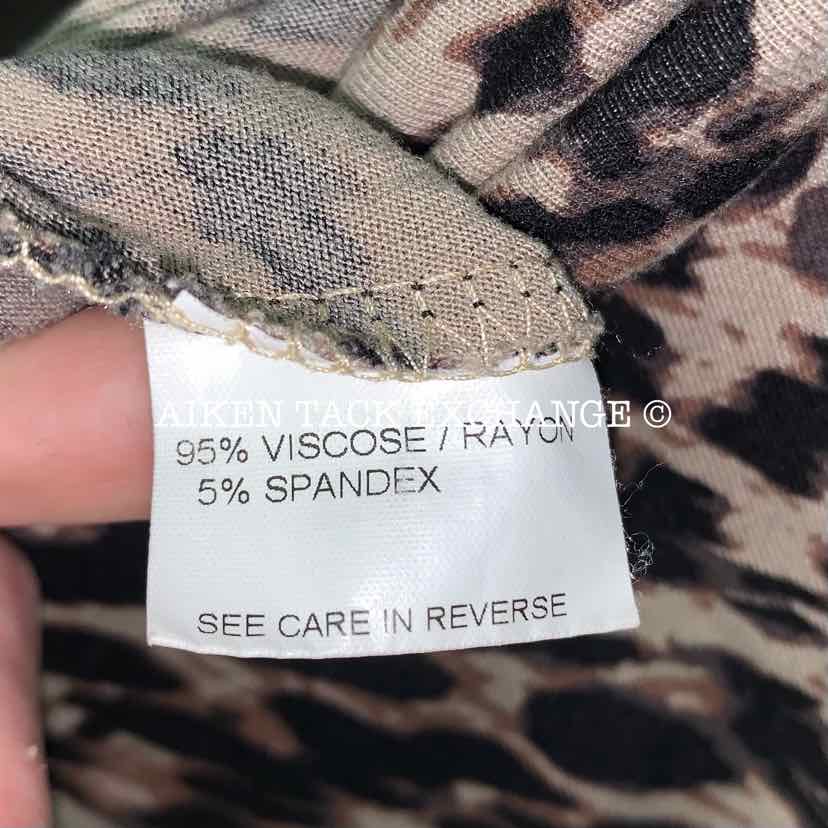 AIKEN TACK EXCHANGE ©
95% VISCOSE / RAYON
5% SPANDEX
SEE CARE IN REVERSE